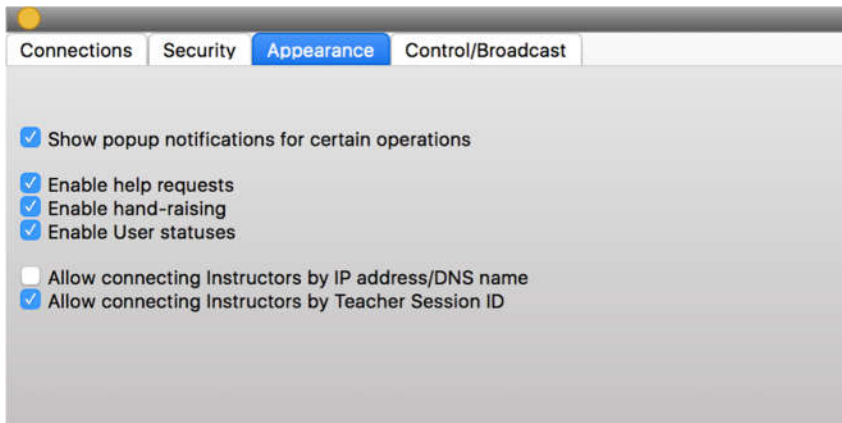 Connections Security Appearance Control/Broadcast
Show popup notifications for certain operations
Enable help requests
Enable hand-raising
Enable User statuses
Allow connecting Instructors by IP address/DNS name
Allow connecting Instructors by Teacher Session ID